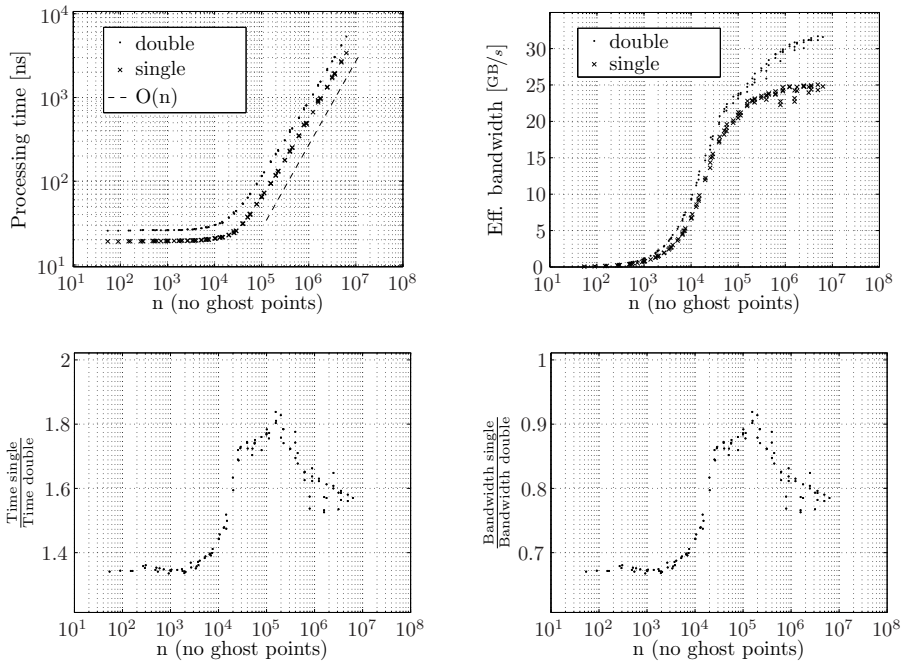 10^4
10^3
10^2
10^1
Processing time [ns]
double
single
O(n)
10^1 10^2 10^3 10^4 10^5 10^6 10^7 10^8
n (no ghost points)
30
25
20
15
10
5
0
Eff. bandwidth [GB/s]
double
single
10^1 10^2 10^3 10^4 10^5 10^6 10^7 10^8
n (no ghost points)
2
1.8
1.6
1.4
Time single
Time double
10^1 10^2 10^3 10^4 10^5 10^6 10^7 10^8
n (no ghost points)
1
0.9
0.8
0.7
Bandwidth single
Bandwidth double
10^1 10^2 10^3 10^4 10^5 10^6 10^7 10^8
n (no ghost points)